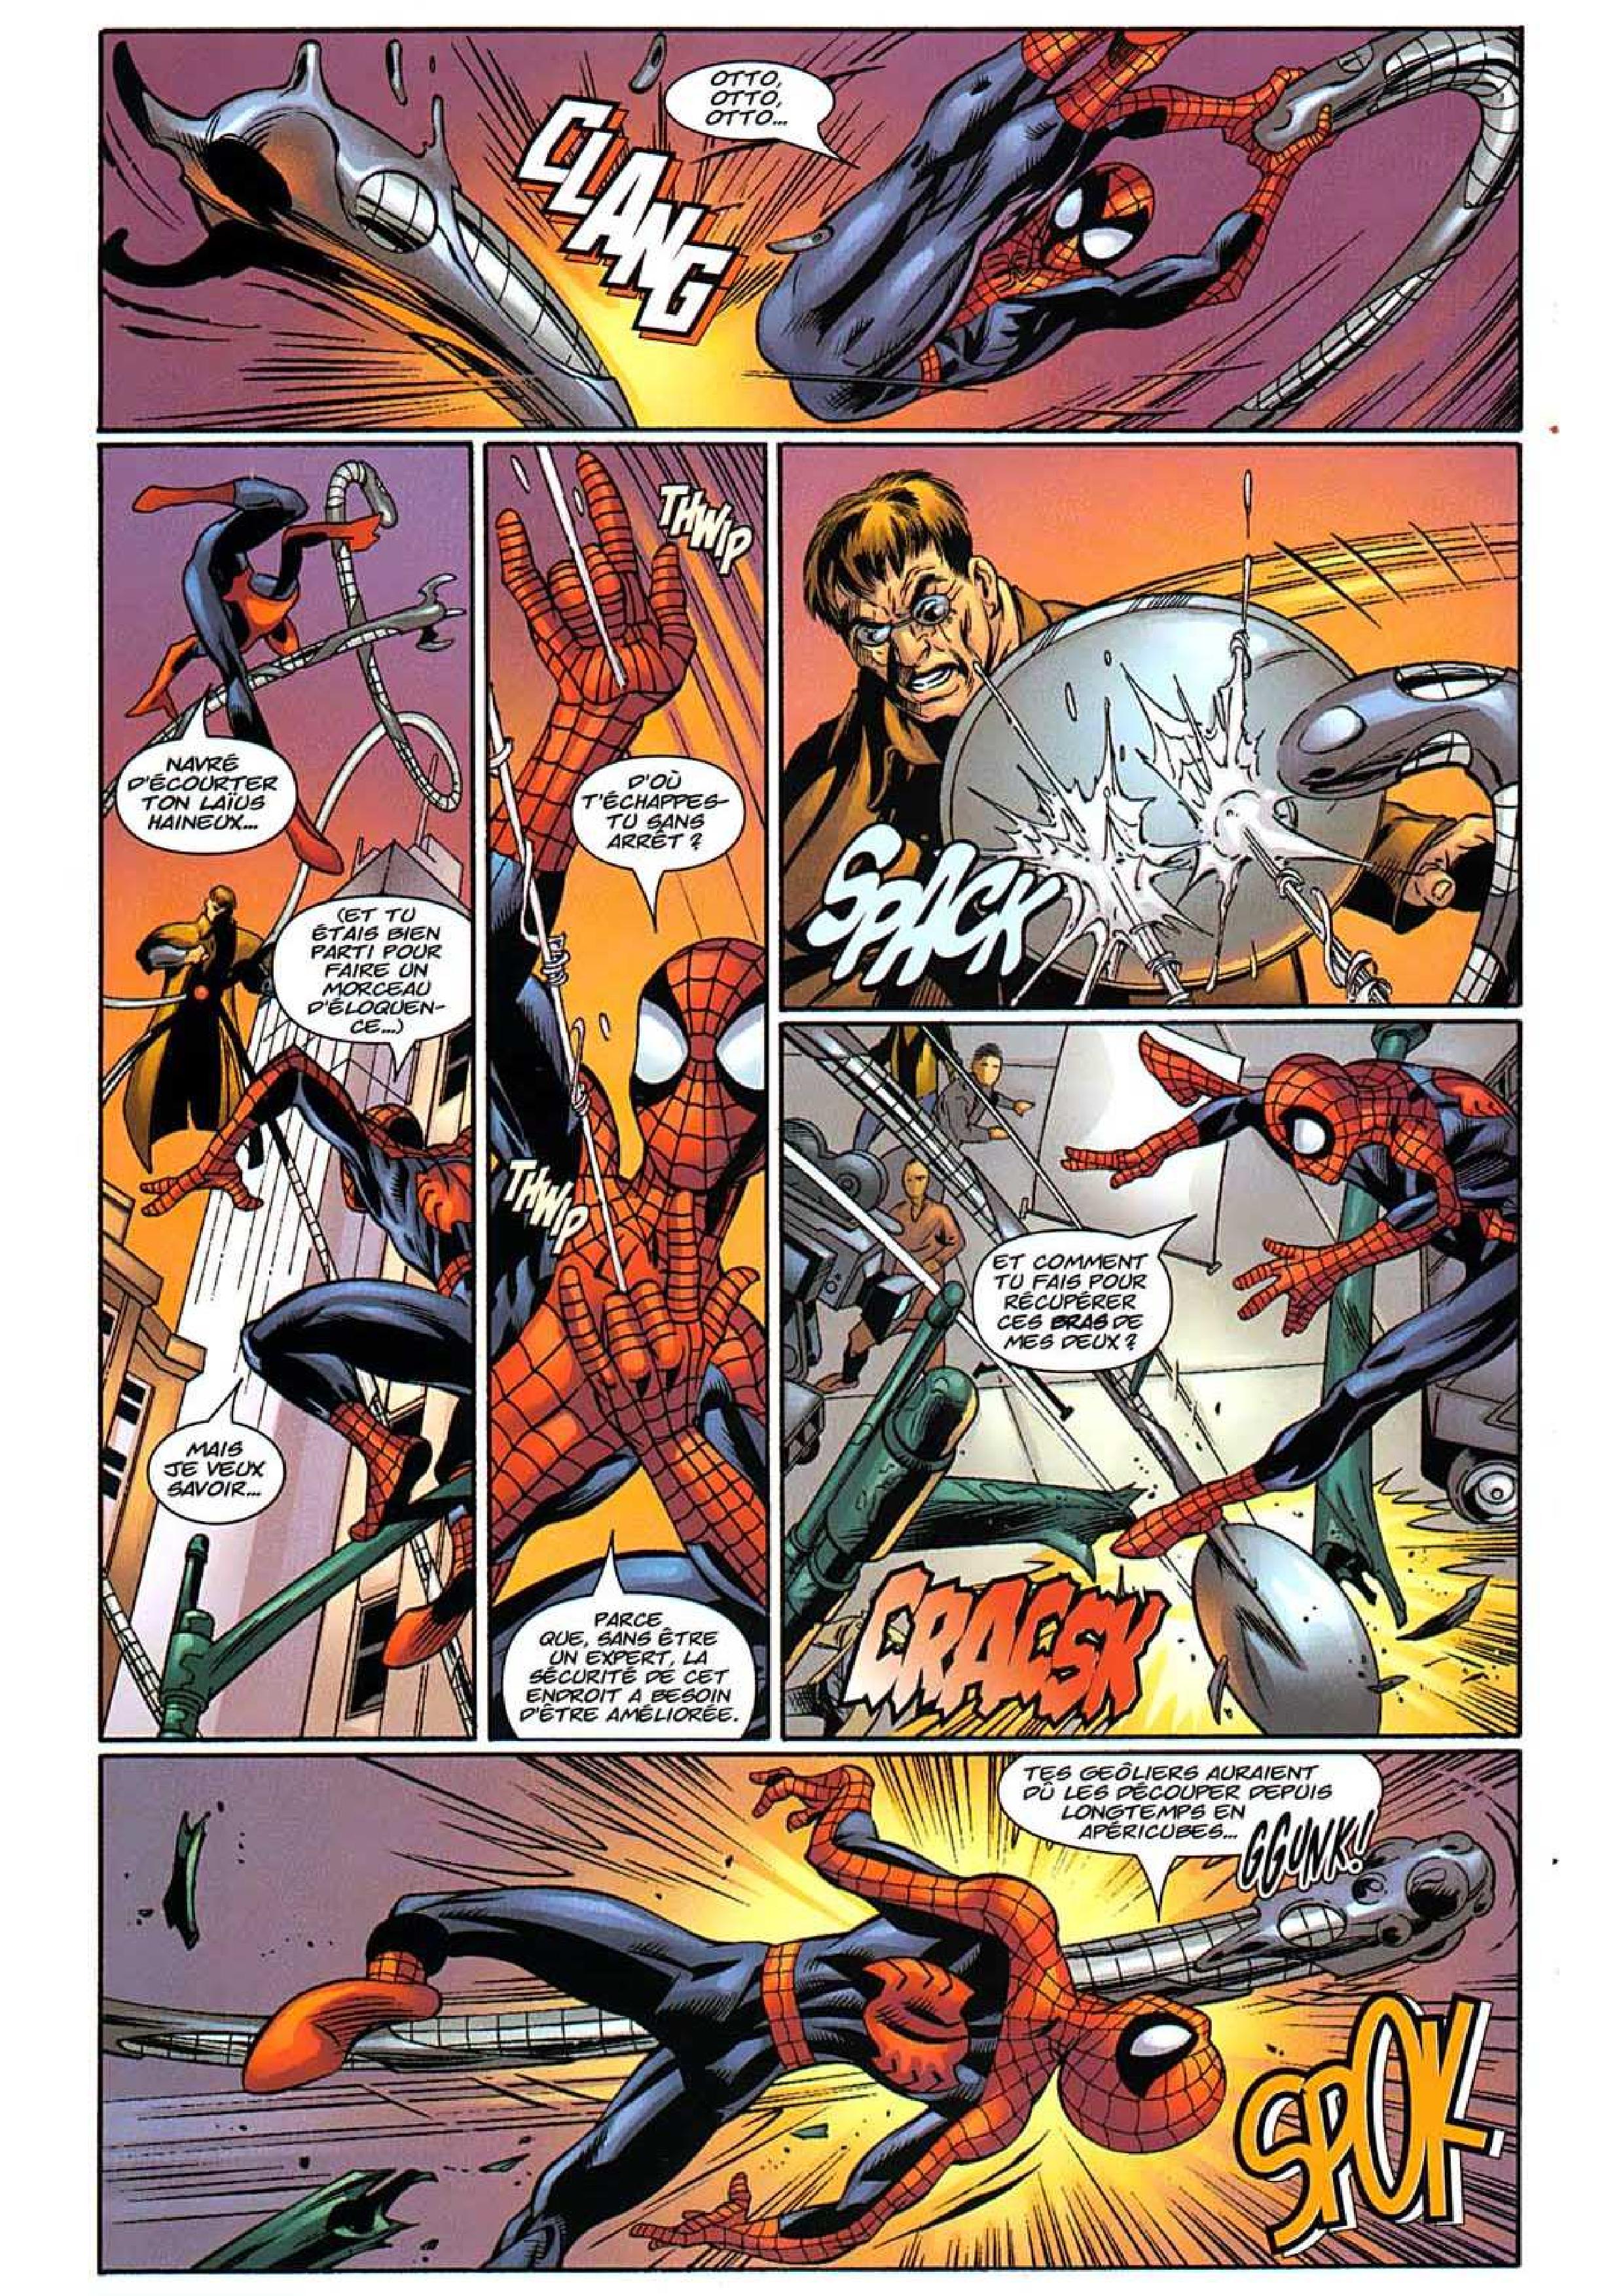 OTTO,
OTTO,
OTTO...
CLANG
NAVRÉ
D'ÉCOURTER
TON LAÏUS
HAINEUX...
(ET TU
ÉTAIS BIEN
PARTI POUR
FAIRE UN
MORCEAU
D'ÉLOQUEN-
CE...)
MAIS
JE VEUX
SAVOIR...
THWIP
D'OÙ
T'ÉCHAPPES-
TU SANS
ARRÊT ?
THWIP
PARCE
QUE, SANS ÊTRE
UN EXPERT, LA
SÉCURITÉ DE CET
ENDROIT A BESOIN
D'ÊTRE AMÉLIORÉE.
SPACK
ET COMMENT
TU FAIS POUR
RÉCUPÉRER
CES BRAS DE
MES DEUX ?
CRACSK
TES GEÔLIERS AURAIENT
DÛ LES DÉCOUPER DEPUIS
LONGTEMPS EN
APÉRICUBES...
GGUNK!
SPOK